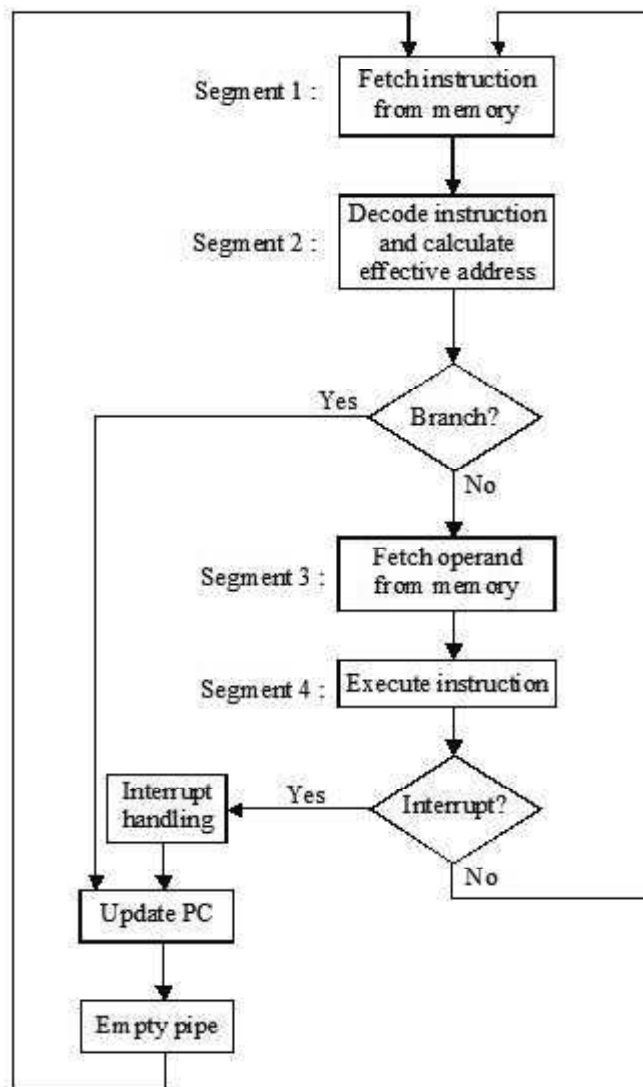 Segment 1 :
Fetch instruction
from memory
Segment 2 :
Decode instruction
and calculate
effective address
Yes
Branch?
No
Segment 3 :
Fetch operand
from memory
Segment 4 :
Execute instruction
Interrupt
handling
Yes
Interrupt?
No
Update PC
Empty pipe